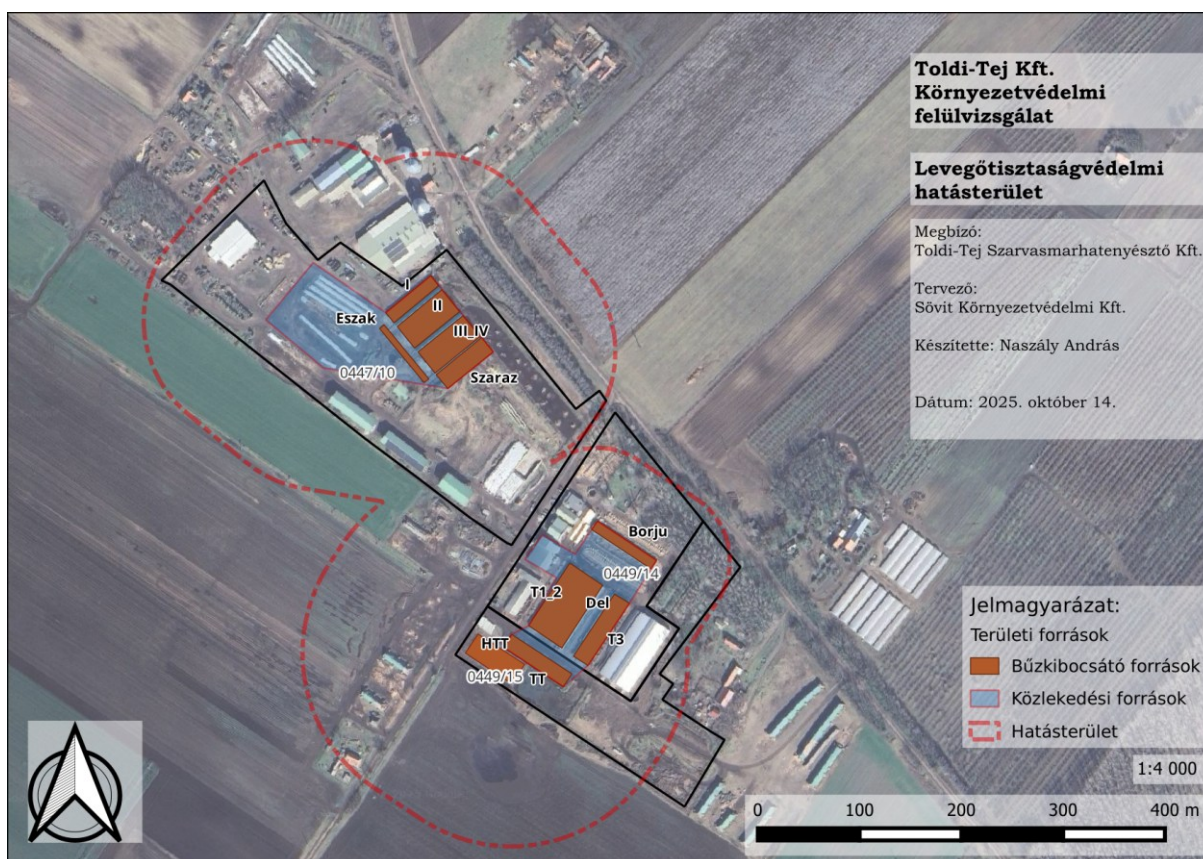 Toldi-Tej Kft.
Környezetvédelmi
felülvizsgálat
Levegőtisztaságvédelmi
hatásterület
Megbízó:
Toldi-Tej Szarvasmarhatenyésztő Kft.
Tervező:
Sövit Környezetvédelmi Kft.
Készítette: Naszály András
Dátum: 2025. október 14.
I
II
Eszak
III_IV
0447/10
Szaraz
Borju
0449/14
T1_2
Del
T3
HTT
0449/15
TT
Jelmagyarázat:
Területi források
Bűzkibocsátó források
Közlekedési források
Hatásterület
1:4 000
0 100 200 300 400 m